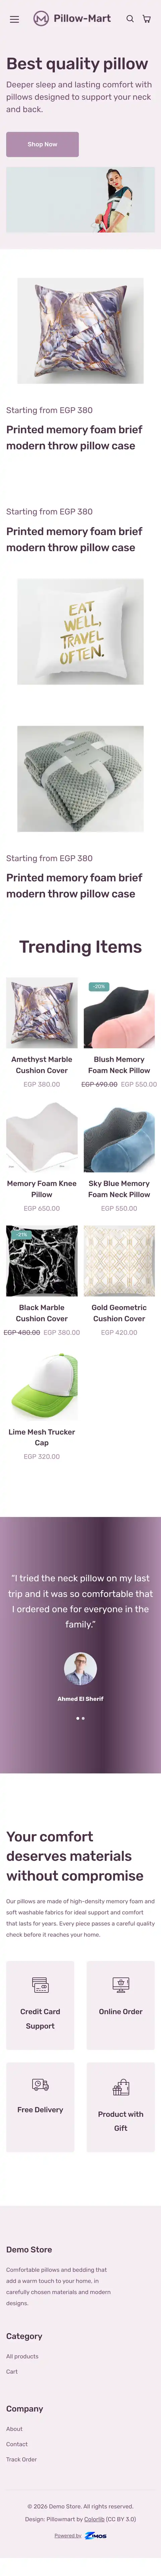 Pillow-Mart
Best quality pillow
Deeper sleep and lasting comfort with
pillows designed to support your neck
and back.
Shop Now
Starting from EGP 380
Printed memory foam brief
modern throw pillow case
Starting from EGP 380
Printed memory foam brief
modern throw pillow case
EAT
WELL,
TRAVEL
OFTEN.
Starting from EGP 380
Printed memory foam brief
modern throw pillow case
Trending Items
Amethyst Marble
Cushion Cover
EGP 380.00
-20%
Blush Memory
Foam Neck Pillow
EGP 690.00 EGP 550.00
Memory Foam Knee
Pillow
EGP 650.00
Sky Blue Memory
Foam Neck Pillow
EGP 550.00
-21%
Black Marble
Cushion Cover
EGP 480.00 EGP 380.00
Gold Geometric
Cushion Cover
EGP 420.00
Lime Mesh Trucker
Cap
EGP 320.00
"I tried the neck pillow on my last
trip and it was so comfortable that
I ordered one for everyone in the
family."
Ahmed El Sherif
Your comfort
deserves materials
without compromise
Our pillows are made of high-density memory foam and
soft washable fabrics for ideal support and comfort
that lasts for years. Every piece passes a careful quality
check before it reaches your home.
Credit Card
Support
Online Order
Free Delivery
Product with
Gift
Demo Store
Comfortable pillows and bedding that
add a warm touch to your home, in
carefully chosen materials and modern
designs.
Category
All products
Cart
Company
About
Contact
Track Order
© 2026 Demo Store. All rights reserved.
Design: Pillowmart by Colorlib (CC BY 3.0)
Powered by